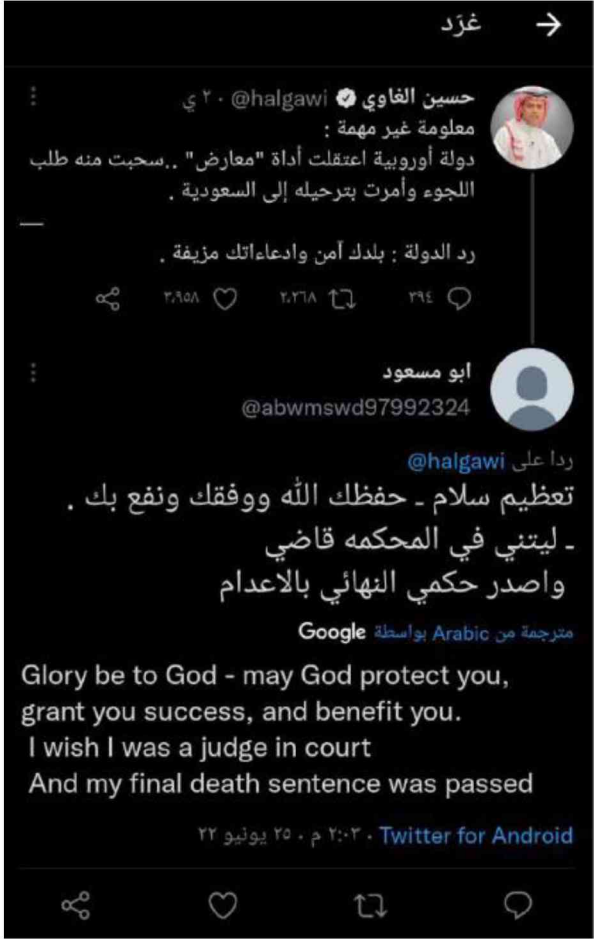 غرّد
حسين الغاوي @halgawi · ٢٠ ي
معلومة غير مهمة :
دولة أوروبية اعتقلت أداة "معارض" ..سحبت منه طلب
اللجوء وأمرت بترحيله إلى السعودية .
رد الدولة : بلدك آمن وادعاءاتك مزيفة .
٣٩٤ ٢،٢٦٨ ٣،٩٥٨
ابو مسعود
@abwmswd97992324
ردا على @halgawi
تعظيم سلام ـ حفظك الله ووفقك ونفع بك .
ـ ليتني في المحكمه قاضي
واصدر حكمي النهائي بالاعدام
مترجمة من Arabic بواسطة Google
Glory be to God - may God protect you,
grant you success, and benefit you.
I wish I was a judge in court
And my final death sentence was passed
٢:٠٣ م · ٢٥ يونيو ٢٢ · Twitter for Android